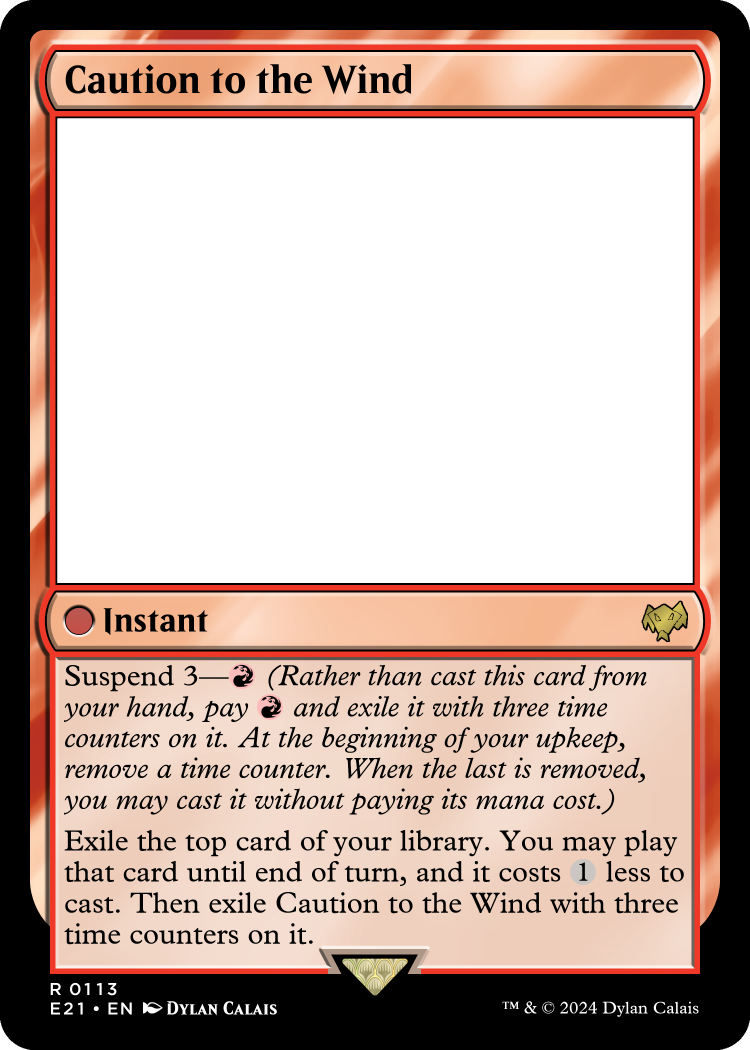 Caution to the Wind
Instant
Suspend 3— (Rather than cast this card from
your hand, pay and exile it with three time
counters on it. At the beginning of your upkeep,
remove a time counter. When the last is removed,
you may cast it without paying its mana cost.)
Exile the top card of your library. You may play
that card until end of turn, and it costs 1 less to
cast. Then exile Caution to the Wind with three
time counters on it.
R 0113
E21 • EN DYLAN CALAIS
™ & © 2024 Dylan Calais